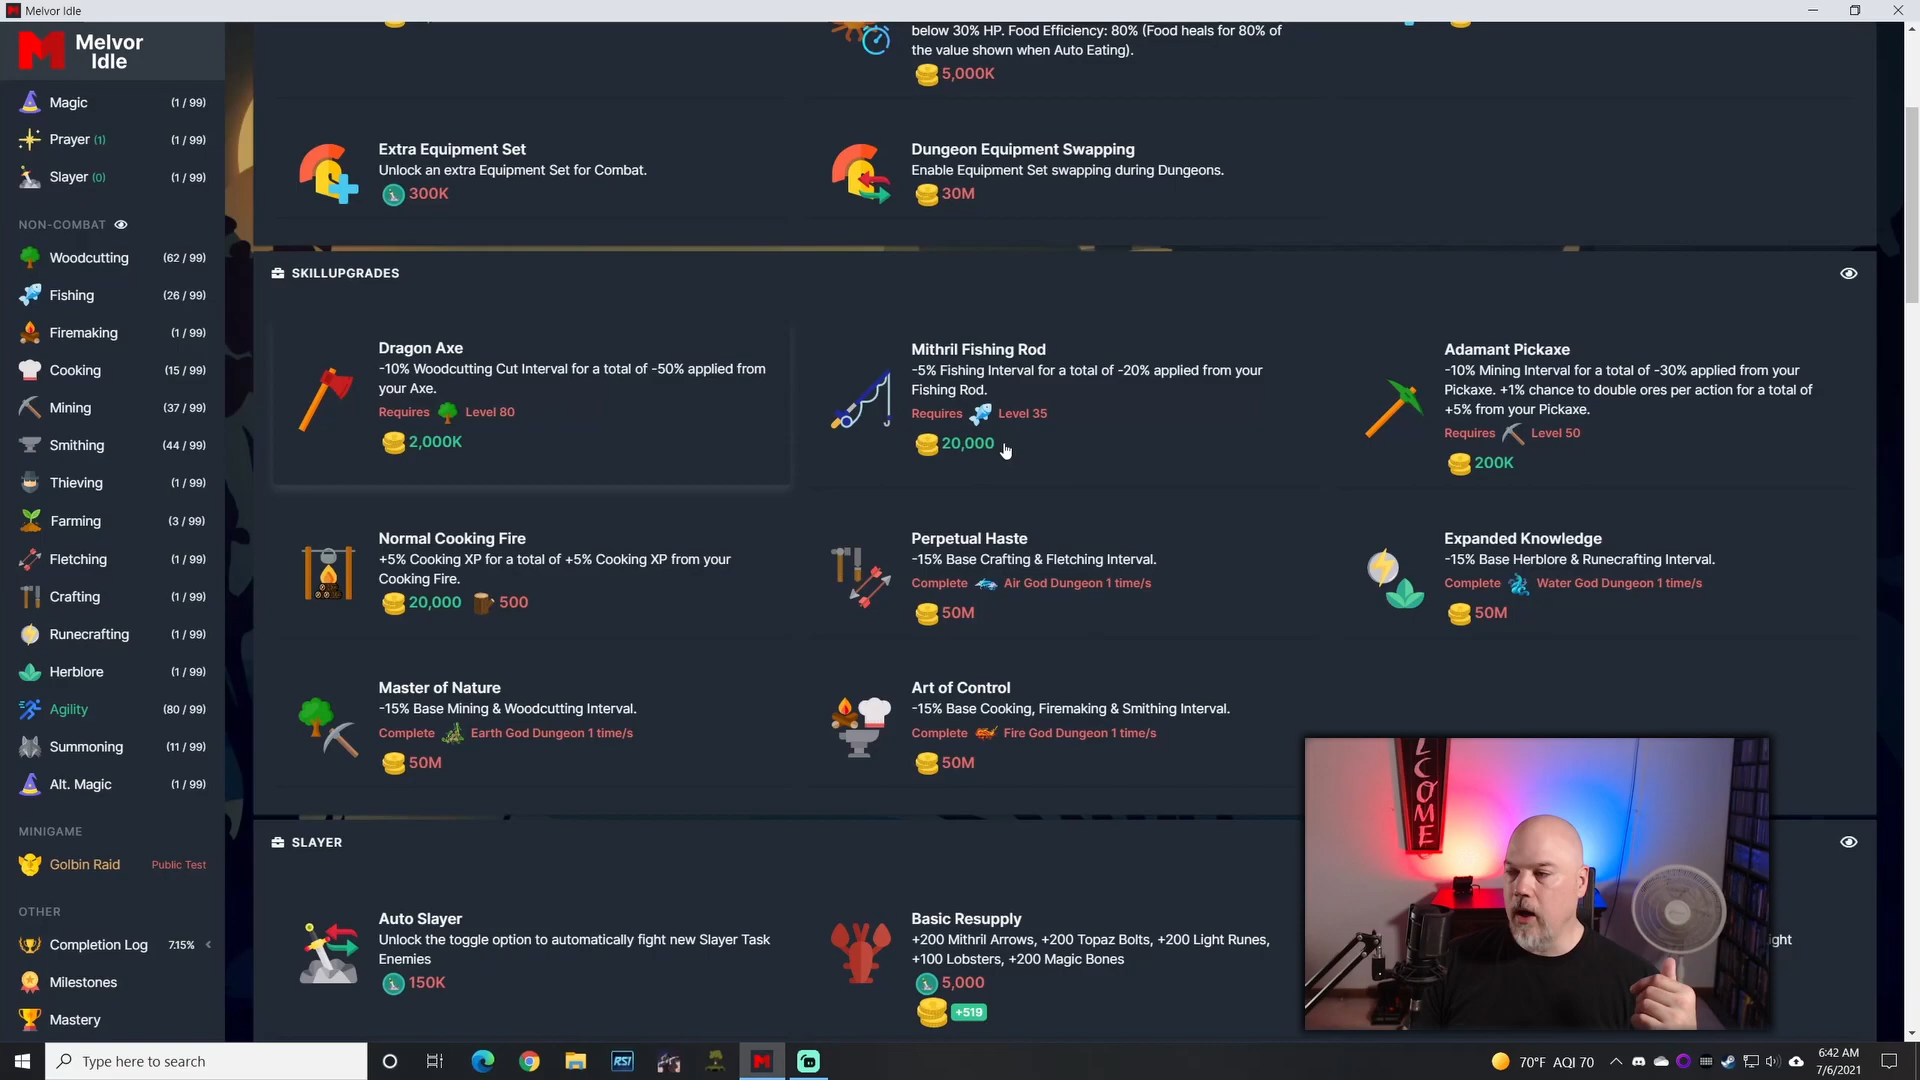 Melvor Idle
Melvor
Idle
Magic (1 / 99)
Prayer (1) (1 / 99)
Slayer (0) (1 / 99)
NON-COMBAT
Woodcutting (62 / 99)
Fishing (26 / 99)
Firemaking (1 / 99)
Cooking (15 / 99)
Mining (37 / 99)
Smithing (44 / 99)
Thieving (1 / 99)
Farming (3 / 99)
Fletching (1 / 99)
Crafting (1 / 99)
Runecrafting (1 / 99)
Herblore (1 / 99)
Agility (80 / 99)
Summoning (11 / 99)
Alt. Magic (1 / 99)
MINIGAME
Golbin Raid Public Test
OTHER
Completion Log 7.15%
Milestones
Mastery
below 30% HP. Food Efficiency: 80% (Food heals for 80% of
the value shown when Auto Eating).
5,000K
Extra Equipment Set
Unlock an extra Equipment Set for Combat.
300K
Dungeon Equipment Swapping
Enable Equipment Set swapping during Dungeons.
30M
SKILLUPGRADES
Dragon Axe
-10% Woodcutting Cut Interval for a total of -50% applied from
your Axe.
Requires Level 80
2,000K
Mithril Fishing Rod
-5% Fishing Interval for a total of -20% applied from your
Fishing Rod.
Requires Level 35
20,000
Adamant Pickaxe
-10% Mining Interval for a total of -30% applied from your
Pickaxe. +1% chance to double ores per action for a total of
+5% from your Pickaxe.
Requires Level 50
200K
Normal Cooking Fire
+5% Cooking XP for a total of +5% Cooking XP from your
Cooking Fire.
20,000 500
Perpetual Haste
-15% Base Crafting & Fletching Interval.
Complete Air God Dungeon 1 time/s
50M
Expanded Knowledge
-15% Base Herblore & Runecrafting Interval.
Complete Water God Dungeon 1 time/s
50M
Master of Nature
-15% Base Mining & Woodcutting Interval.
Complete Earth God Dungeon 1 time/s
50M
Art of Control
-15% Base Cooking, Firemaking & Smithing Interval.
Complete Fire God Dungeon 1 time/s
50M
SLAYER
Auto Slayer
Unlock the toggle option to automatically fight new Slayer Task
Enemies
150K
Basic Resupply
+200 Mithril Arrows, +200 Topaz Bolts, +200 Light Runes,
+100 Lobsters, +200 Magic Bones
5,000
+519
LCOME
Type here to search
RSI
70°F AQI 70
6:42 AM
7/6/2021